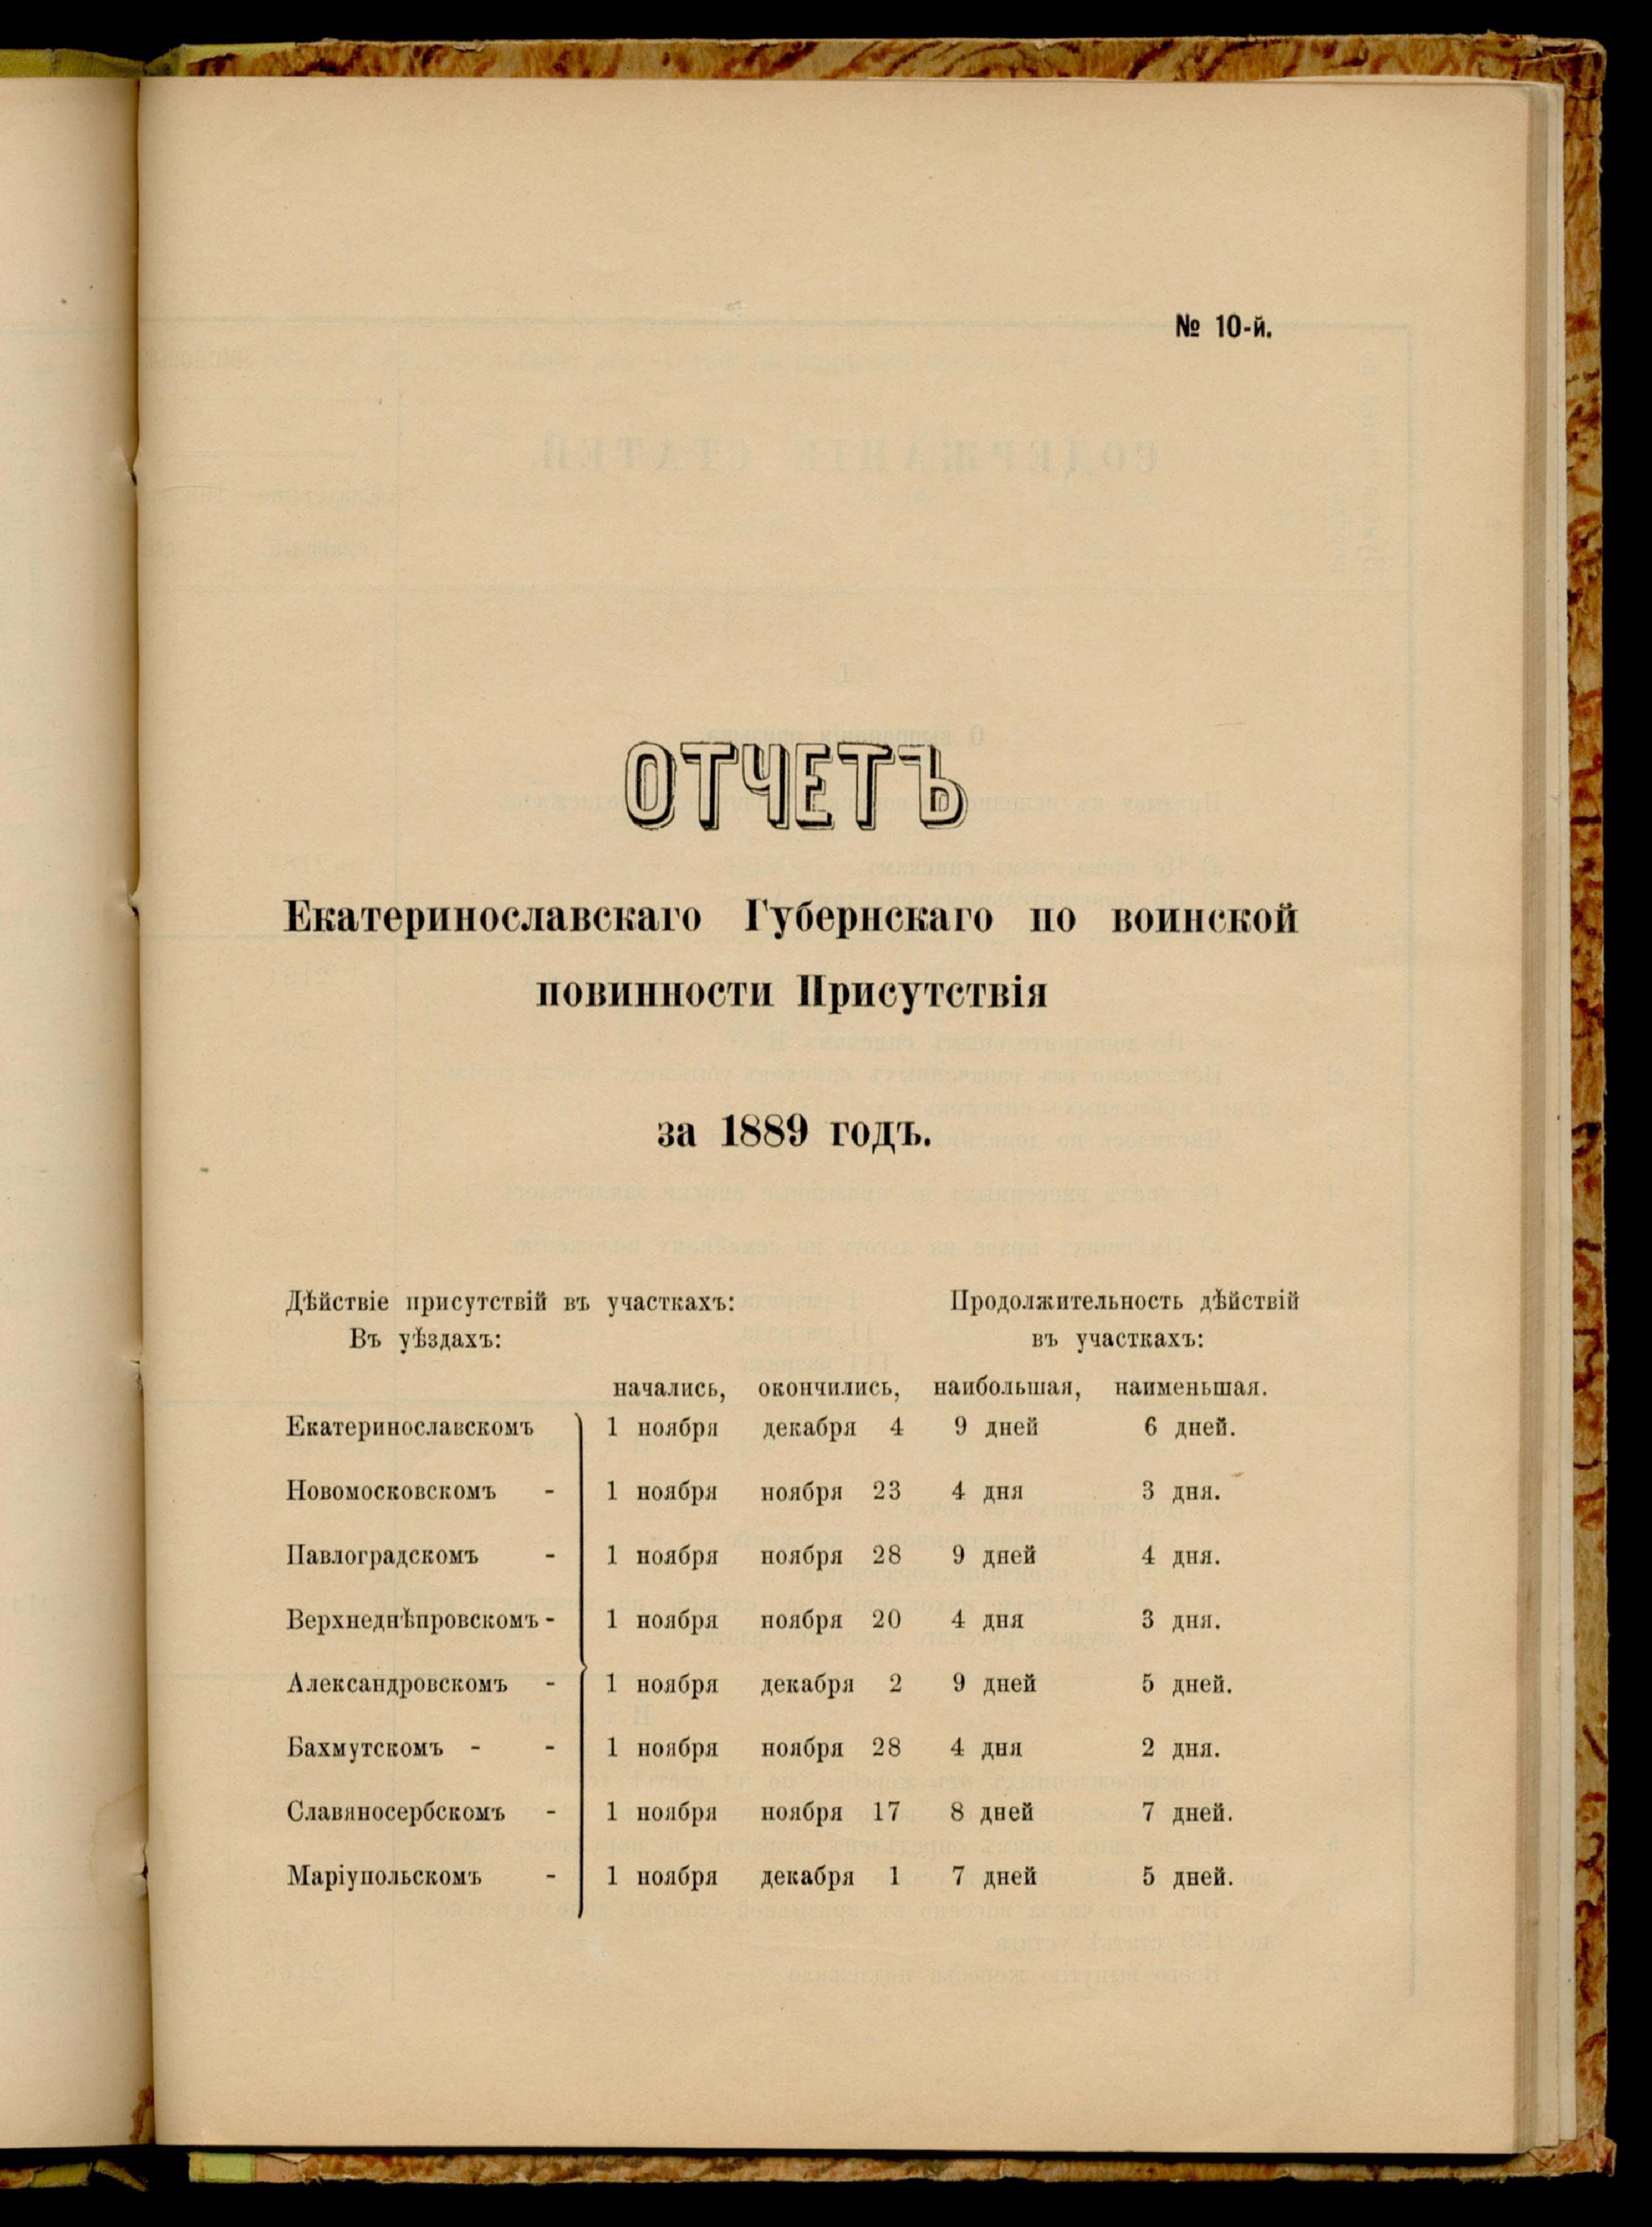 № 10-й.
ОТЧЕТЪ
Екатеринославскаго Губернскаго по воинской
повинности Присутствія
за 1889 годъ.
Дѣйствіе присутствій въ участкахъ: Продолжительность дѣйствій
Въ уѣздахъ: въ участкахъ:
начались, окончились, наибольшая, наименьшая.
Екатеринославскомъ 1 ноября декабря 4 9 дней 6 дней.
Новомосковскомъ - 1 ноября ноября 23 4 дня 3 дня.
Павлоградскомъ - 1 ноября ноября 28 9 дней 4 дня.
Верхнеднѣпровскомъ - 1 ноября ноября 20 4 дня 3 дня.
Александровскомъ - 1 ноября декабря 2 9 дней 5 дней.
Бахмутскомъ - - 1 ноября ноября 28 4 дня 2 дня.
Славяносербскомъ - 1 ноября ноября 17 8 дней 7 дней.
Маріупольскомъ - 1 ноября декабря 1 7 дней 5 дней.